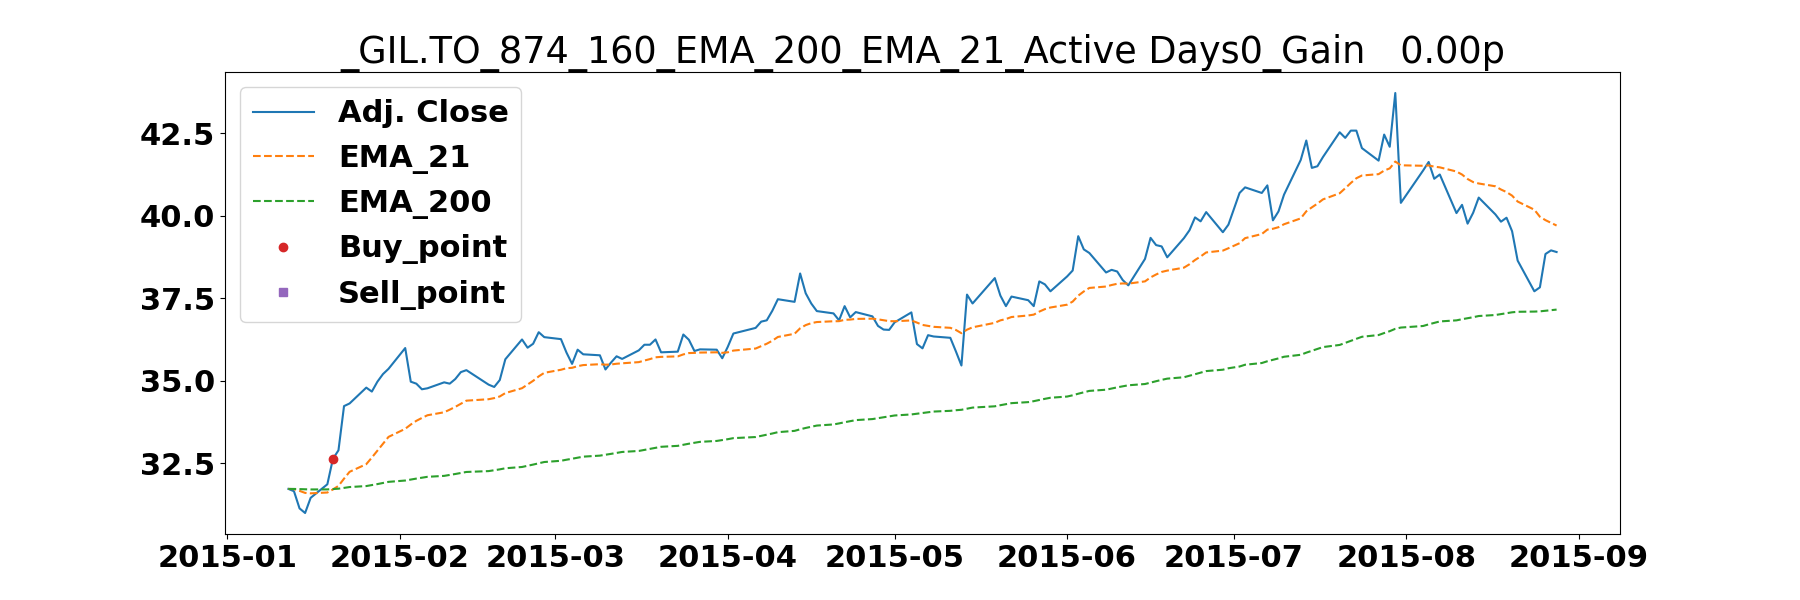 _GIL.TO_874_160_EMA_200_EMA_21_Active Days0_Gain   0.00p
Adj. Close
EMA_21
EMA_200
Buy_point
Sell_point
42.5
40.0
37.5
35.0
32.5
2015-01 2015-02 2015-03 2015-04 2015-05 2015-06 2015-07 2015-08 2015-09